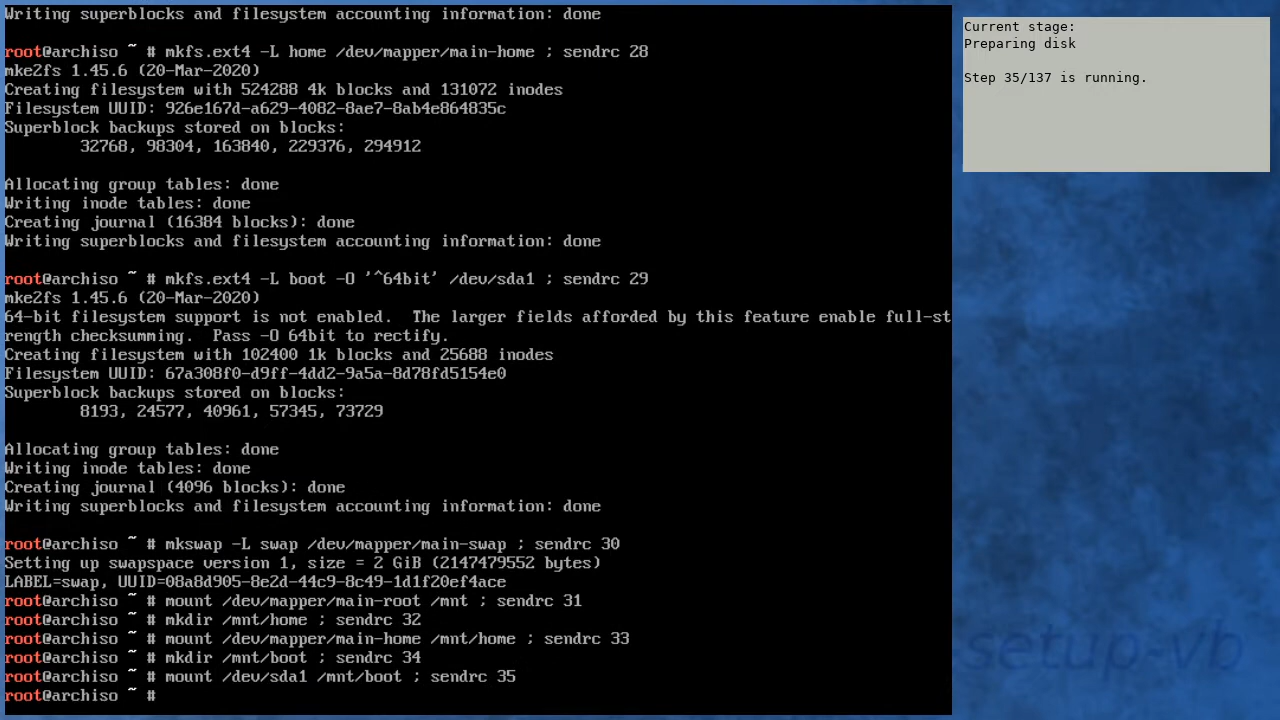 Writing superblocks and filesystem accounting information: done
root@archiso ~ # mkfs.ext4 -L home /dev/mapper/main-home ; sendrc 28
mke2fs 1.45.6 (20-Mar-2020)
Creating filesystem with 524288 4k blocks and 131072 inodes
Filesystem UUID: 926e167d-a629-4082-8ae7-8ab4e864835c
Superblock backups stored on blocks:
32768, 98304, 163840, 229376, 294912
Allocating group tables: done
Writing inode tables: done
Creating journal (16384 blocks): done
Writing superblocks and filesystem accounting information: done
root@archiso ~ # mkfs.ext4 -L boot -O '^64bit' /dev/sda1 ; sendrc 29
mke2fs 1.45.6 (20-Mar-2020)
64-bit filesystem support is not enabled.  The larger fields afforded by this feature enable full-st
rength checksumming.  Pass -O 64bit to rectify.
Creating filesystem with 102400 1k blocks and 25688 inodes
Filesystem UUID: 67a308f0-d9ff-4dd2-9a5a-8d78fd5154e0
Superblock backups stored on blocks:
8193, 24577, 40961, 57345, 73729
Allocating group tables: done
Writing inode tables: done
Creating journal (4096 blocks): done
Writing superblocks and filesystem accounting information: done
root@archiso ~ # mkswap -L swap /dev/mapper/main-swap ; sendrc 30
Setting up swapspace version 1, size = 2 GiB (2147479552 bytes)
LABEL=swap, UUID=08a8d905-8e2d-44c9-8c49-1d1f20ef4ace
root@archiso ~ # mount /dev/mapper/main-root /mnt ; sendrc 31
root@archiso ~ # mkdir /mnt/home ; sendrc 32
root@archiso ~ # mount /dev/mapper/main-home /mnt/home ; sendrc 33
root@archiso ~ # mkdir /mnt/boot ; sendrc 34
root@archiso ~ # mount /dev/sda1 /mnt/boot ; sendrc 35
root@archiso ~ #
Current stage:
Preparing disk
Step 35/137 is running.
setup-vb